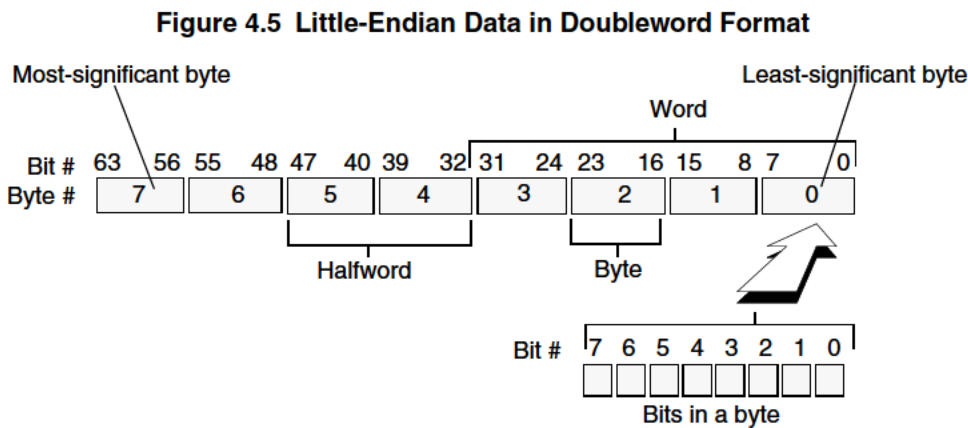 Figure 4.5 Little-Endian Data in Doubleword Format
Most-significant byte
Least-significant byte
Word
Bit # 63 56 55 48 47 40 39 32 31 24 23 16 15 8 7 0
Byte # 7 6 5 4 3 2 1 0
Halfword
Byte
Bit # 7 6 5 4 3 2 1 0
Bits in a byte